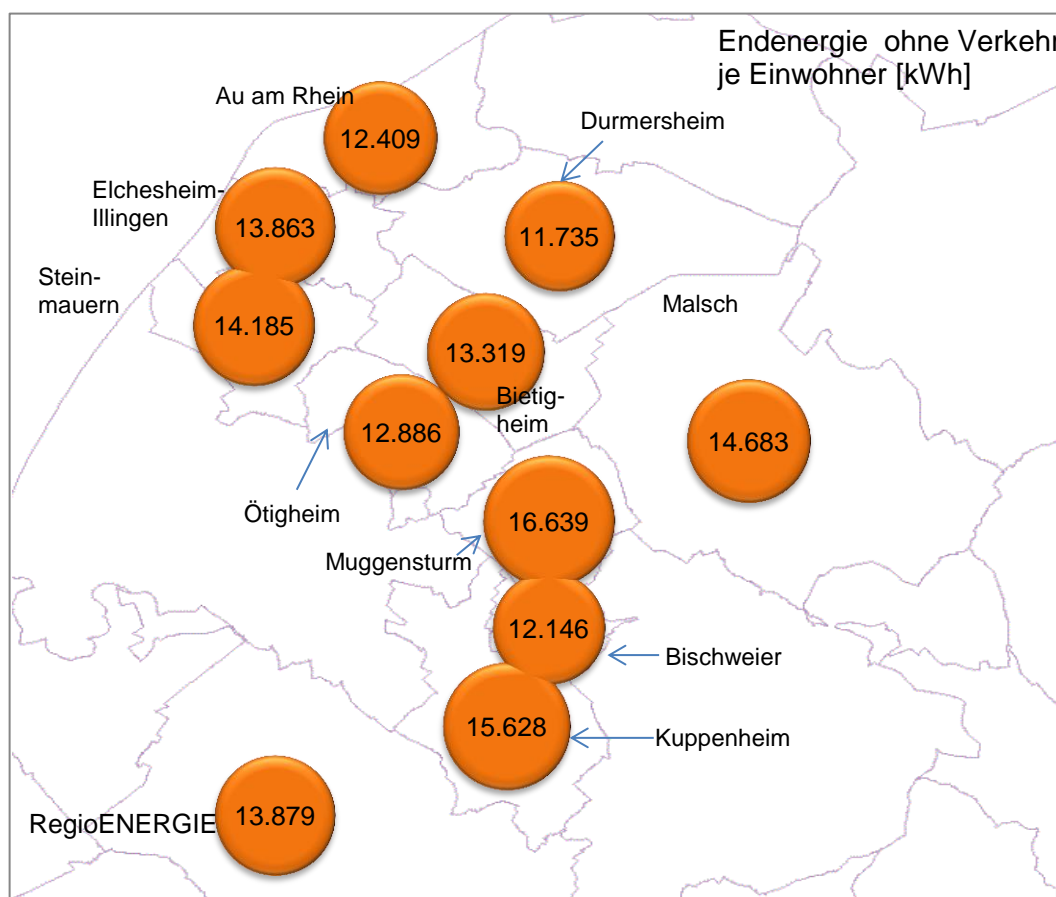 Endenergie ohne Verkehr
je Einwohner [kWh]
Au am Rhein
12.409
Durmersheim
11.735
Elchesheim-
Illingen
13.863
Stein-
mauern
14.185
Malsch
14.683
13.319
Bietig-
heim
12.886
Ötigheim
16.639
Muggensturm
12.146
Bischweier
15.628
Kuppenheim
RegioENERGIE
13.879